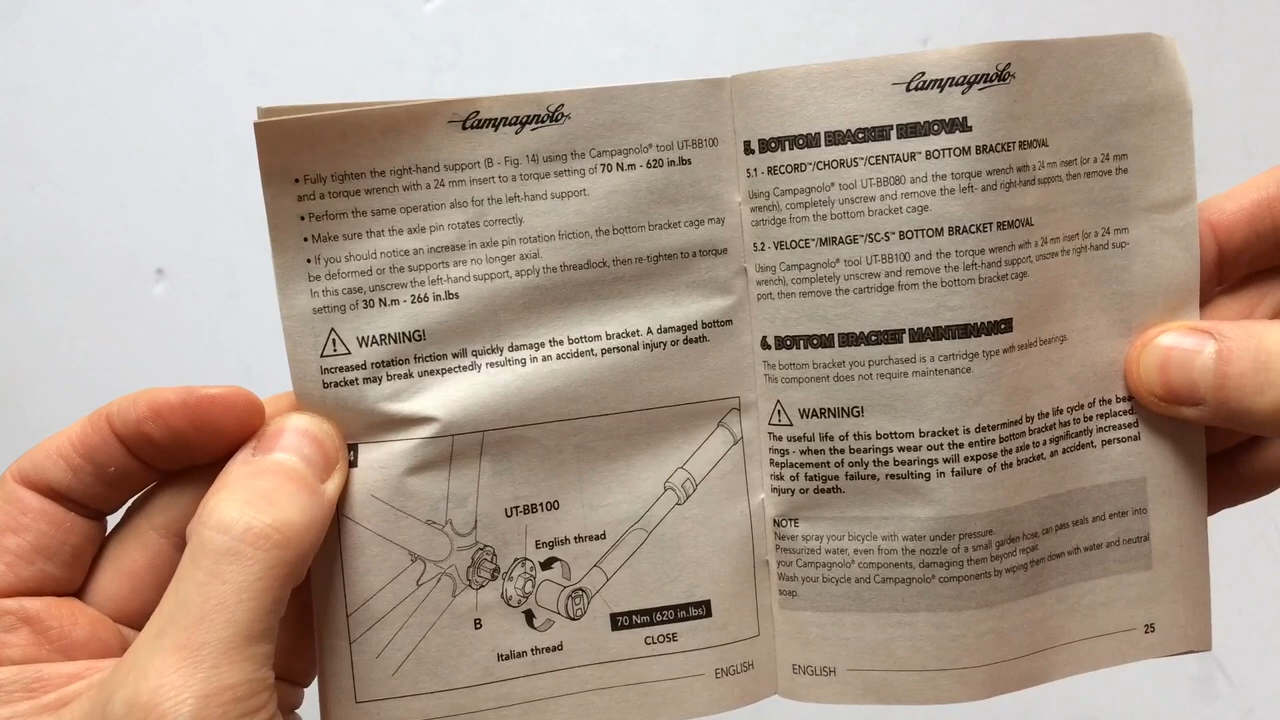 Campagnolo
• Fully tighten the right-hand support (B - Fig. 14) using the Campagnolo® tool UT-BB100
and a torque wrench with a 24 mm insert to a torque setting of 70 N.m - 620 in.lbs
• Perform the same operation also for the left-hand support.
• Make sure that the axle pin rotates correctly.
• If you should notice an increase in axle pin rotation friction, the bottom bracket cage may
be deformed or the supports are no longer axial.
In this case, unscrew the left-hand support, apply the threadlock, then re-tighten to a torque
setting of 30 N.m - 266 in.lbs
WARNING!
Increased rotation friction will quickly damage the bottom bracket. A damaged bottom
bracket may break unexpectedly resulting in an accident, personal injury or death.
4
UT-BB100
English thread
B
70 Nm (620 in.lbs)
CLOSE
Italian thread
ENGLISH
Campagnolo
5. BOTTOM BRACKET REMOVAL
5.1 - RECORD™/CHORUS™/CENTAUR™ BOTTOM BRACKET REMOVAL
Using Campagnolo® tool UT-BB080 and the torque wrench with a 24 mm insert (or a 24 mm
wrench), completely unscrew and remove the left- and right-hand supports, then remove the
cartridge from the bottom bracket cage.
5.2 - VELOCE™/MIRAGE™/SC-S™ BOTTOM BRACKET REMOVAL
Using Campagnolo® tool UT-BB100 and the torque wrench with a 24 mm insert (or a 24 mm
wrench), completely unscrew and remove the left-hand support, unscrew the right-hand sup-
port, then remove the cartridge from the bottom bracket cage.
6. BOTTOM BRACKET MAINTENANCE
The bottom bracket you purchased is a cartridge type with sealed bearings.
This component does not require maintenance.
WARNING!
The useful life of this bottom bracket is determined by the life cycle of the bea-
rings - when the bearings wear out the entire bottom bracket has to be replaced.
Replacement of only the bearings will expose the axle to a significantly increased
risk of fatigue failure, resulting in failure of the bracket, an accident, personal
injury or death.
NOTE
Never spray your bicycle with water under pressure.
Pressurized water, even from the nozzle of a small garden hose, can pass seals and enter into
your Campagnolo® components, damaging them beyond repair.
Wash your bicycle and Campagnolo® components by wiping them down with water and neutral
soap.
ENGLISH
25